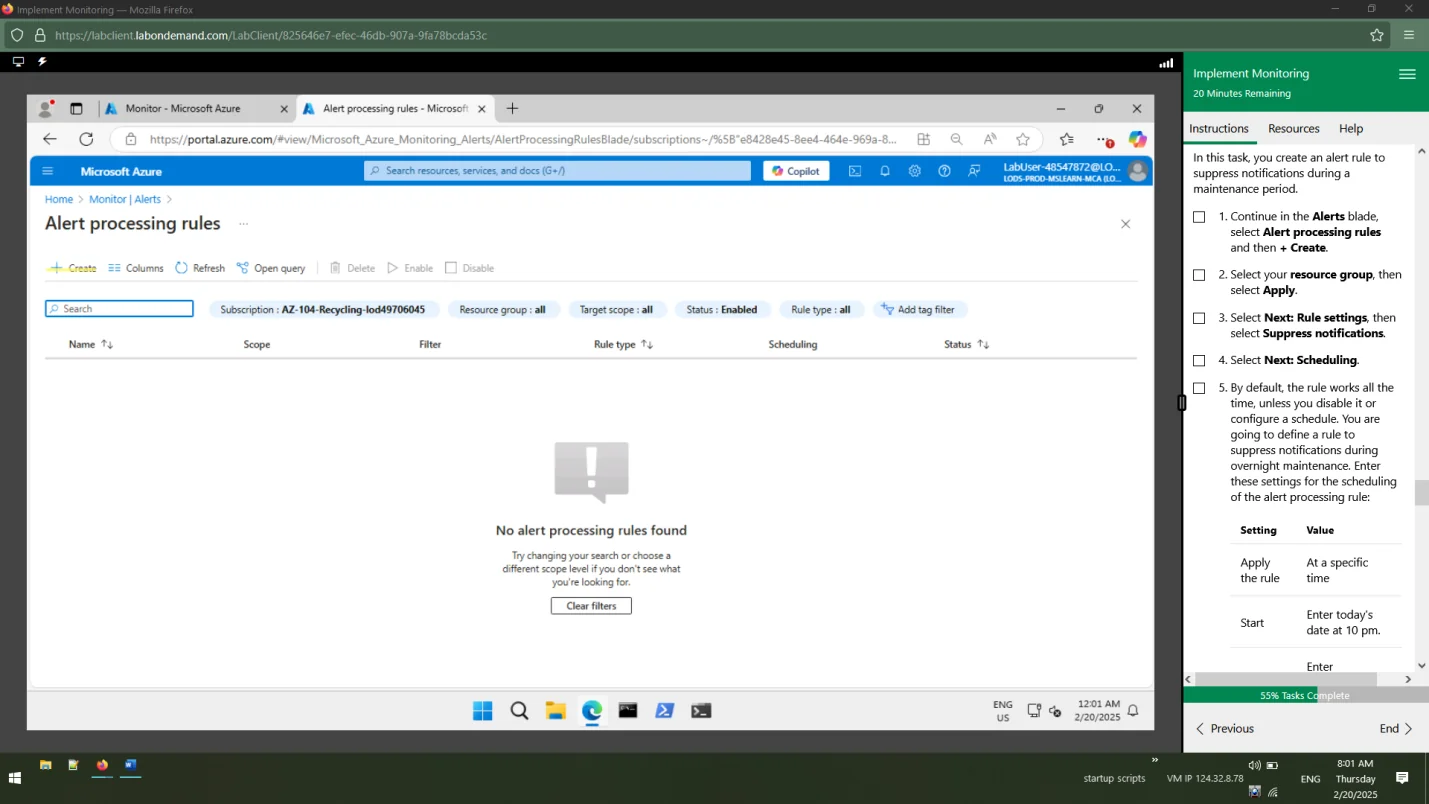 Implement Monitoring — Mozilla Firefox
https://labclient.labondemand.com/LabClient/825646e7-efec-46db-907a-9fa78bcda53c
Monitor - Microsoft Azure
Alert processing rules - Microsoft
https://portal.azure.com/#view/Microsoft_Azure_Monitoring_Alerts/AlertProcessingRulesBlade/subscriptions~/%5B"e8428e45-8ee4-464e-969a-8...
Microsoft Azure
Search resources, services, and docs (G+/)
Copilot
LabUser-48547872@LO...
LODS-PROD-MSLEARN-MCA (LO...
Home > Monitor | Alerts >
Alert processing rules ...
Create
Columns
Refresh
Open query
Delete
Enable
Disable
Search
Subscription : AZ-104-Recycling-lod49706045
Resource group : all
Target scope : all
Status : Enabled
Rule type : all
Add tag filter
Name ↑↓ Scope Filter Rule type ↑↓ Scheduling Status ↑↓
No alert processing rules found
Try changing your search or choose a
different scope level if you don't see what
you're looking for.
Clear filters
ENG
US
12:01 AM
2/20/2025
Implement Monitoring
20 Minutes Remaining
Instructions Resources Help
In this task, you create an alert rule to
suppress notifications during a
maintenance period.
1. Continue in the Alerts blade,
select Alert processing rules
and then + Create.
2. Select your resource group, then
select Apply.
3. Select Next: Rule settings, then
select Suppress notifications.
4. Select Next: Scheduling.
5. By default, the rule works all the
time, unless you disable it or
configure a schedule. You are
going to define a rule to
suppress notifications during
overnight maintenance. Enter
these settings for the scheduling
of the alert processing rule:
Setting Value
Apply
the rule
At a specific
time
Start
Enter today's
date at 10 pm.
Enter
55% Tasks Complete
Previous
End
startup scripts
VM IP 124.32.8.78
ENG
8:01 AM
Thursday
2/20/2025